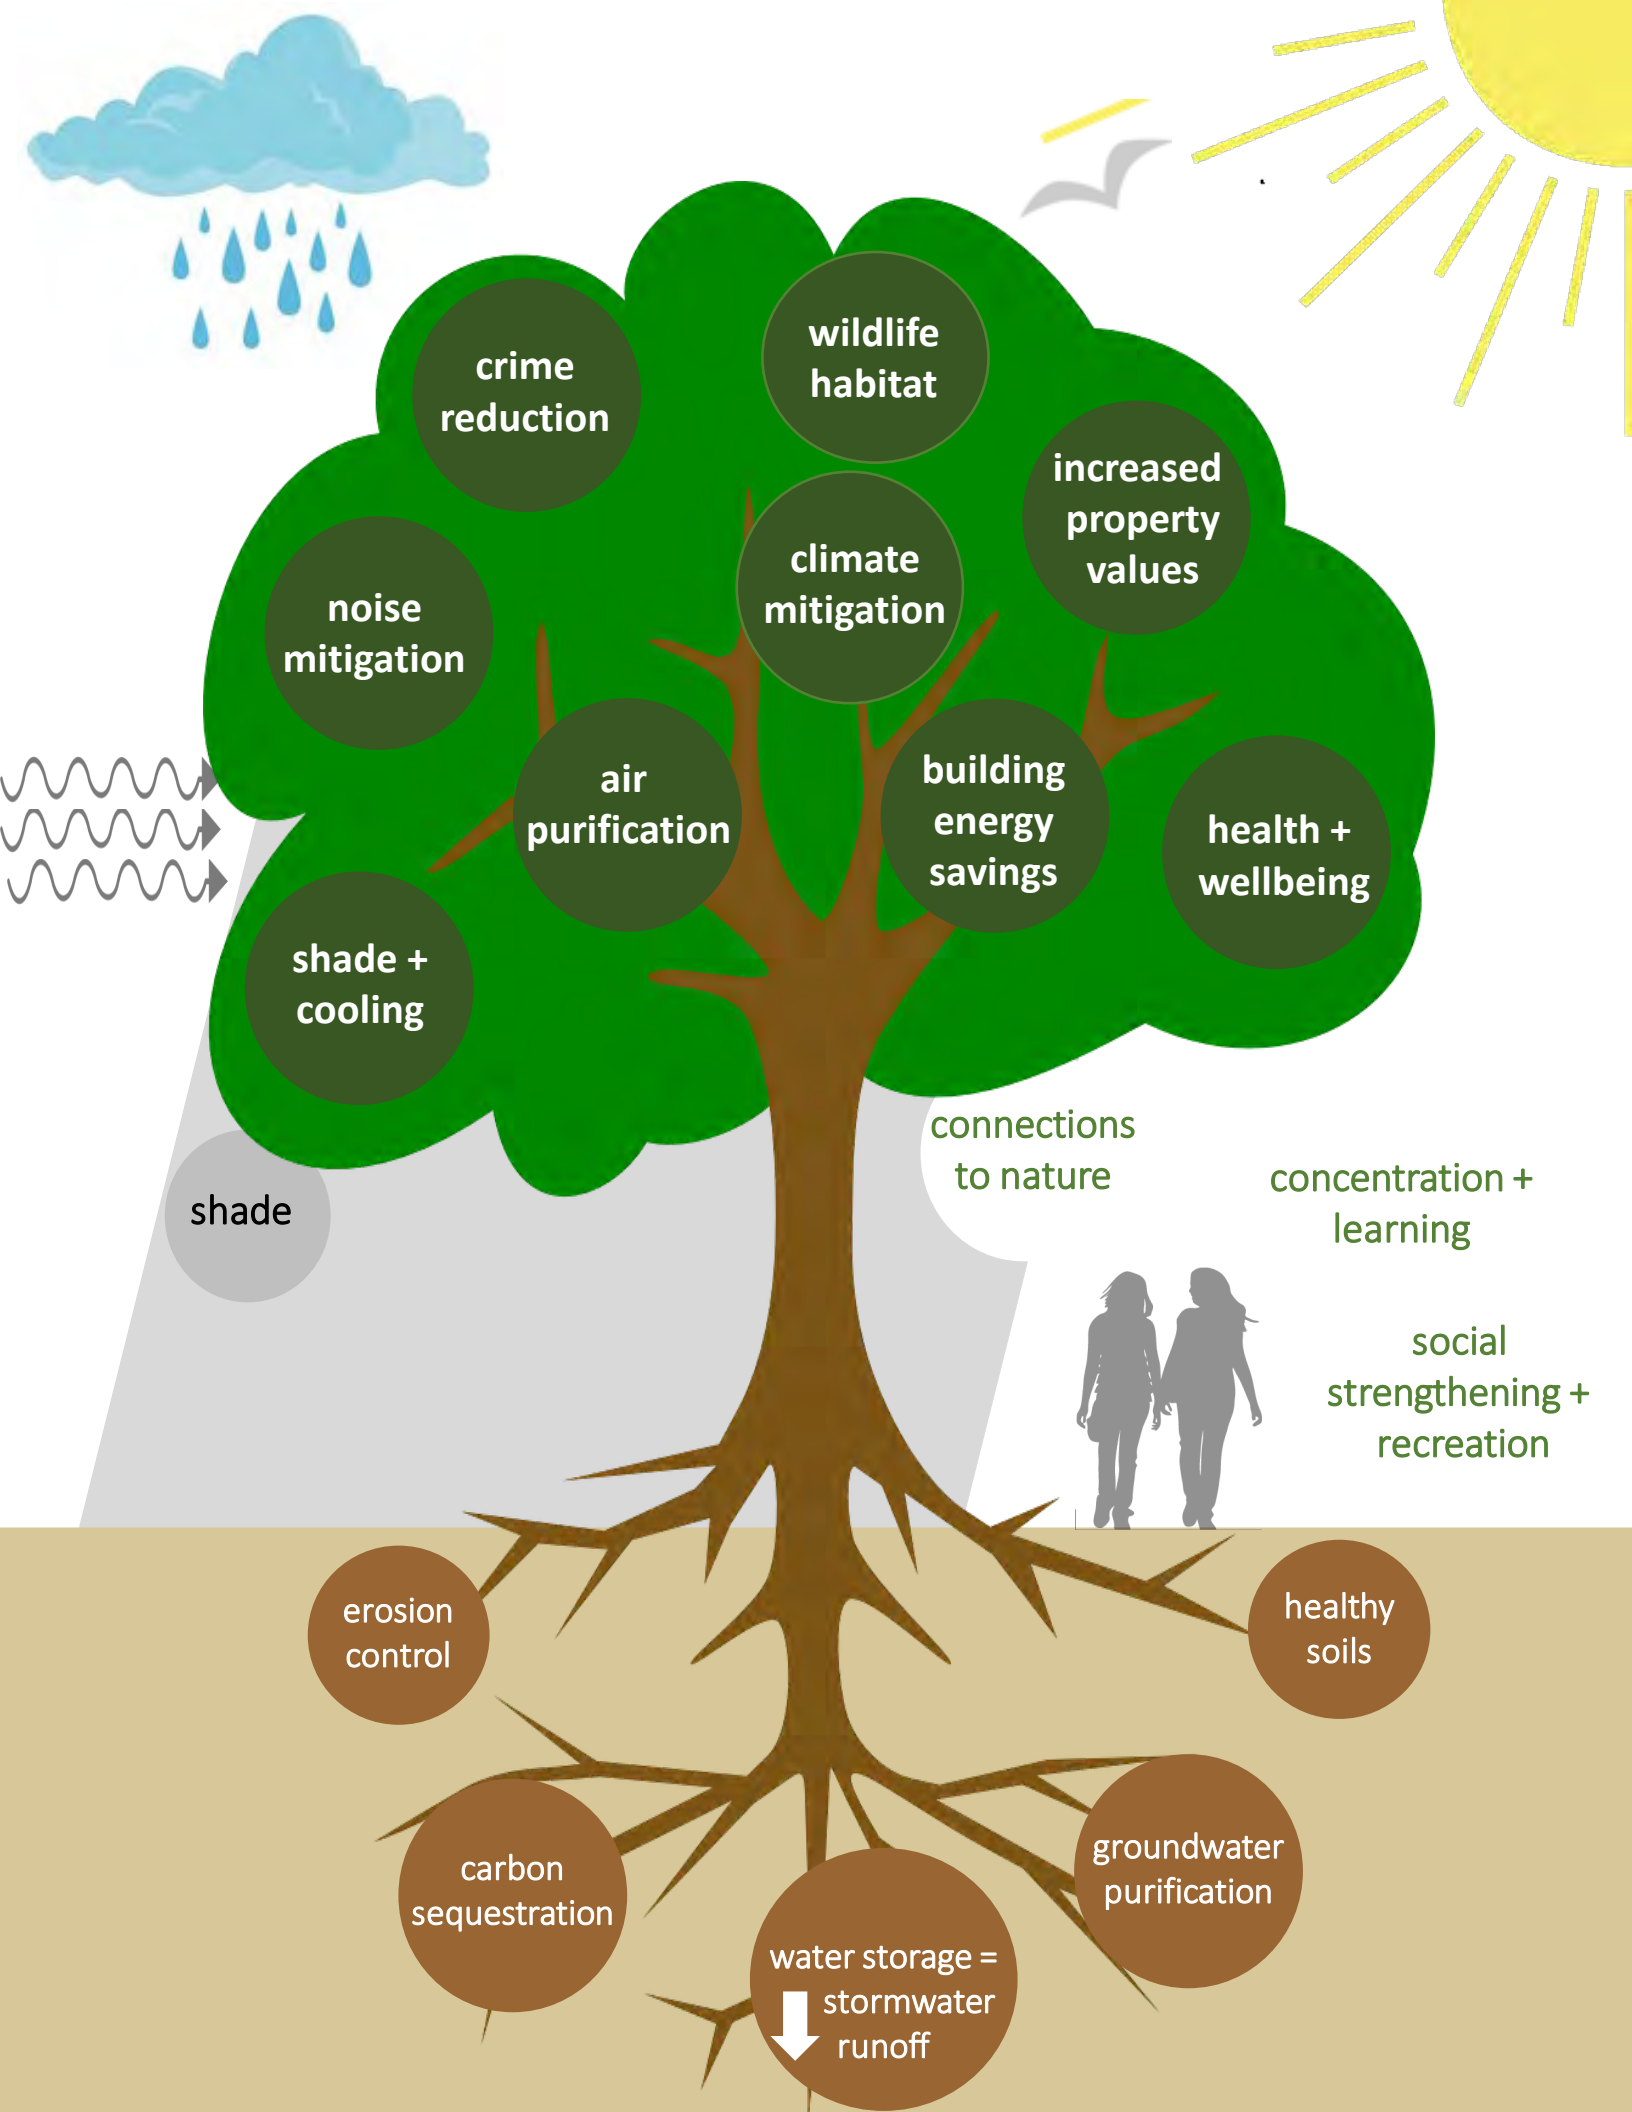 crime
reduction
wildlife
habitat
increased
property
values
climate
mitigation
noise
mitigation
air
purification
building
energy
savings
health +
wellbeing
shade +
cooling
connections
to nature
concentration +
learning
shade
social
strengthening +
recreation
erosion
control
healthy
soils
carbon
sequestration
groundwater
purification
water storage =
stormwater
runoff